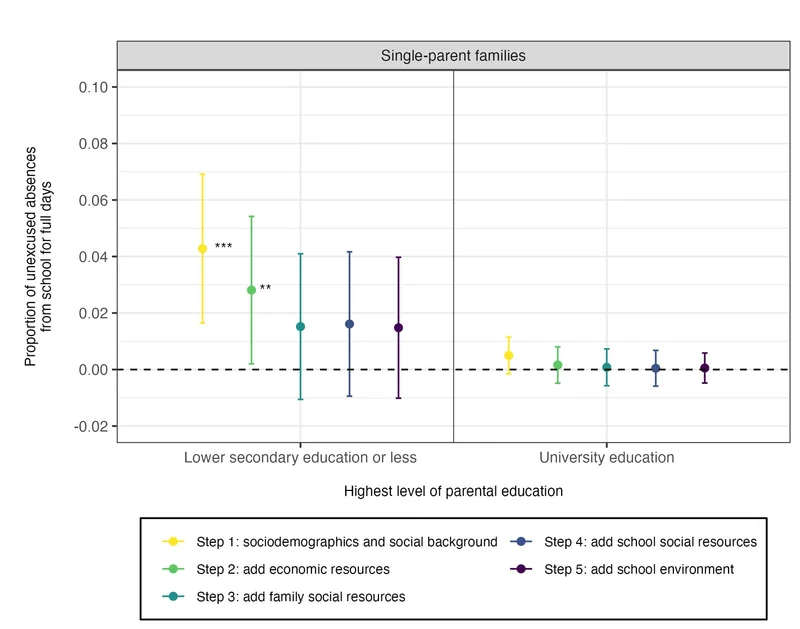 Single-parent families
Proportion of unexcused absences
from school for full days
0.10
0.08
0.06
0.04
0.02
0.00
-0.02
***
**
Lower secondary education or less
University education
Highest level of parental education
Step 1: sociodemographics and social background
Step 2: add economic resources
Step 3: add family social resources
Step 4: add school social resources
Step 5: add school environment